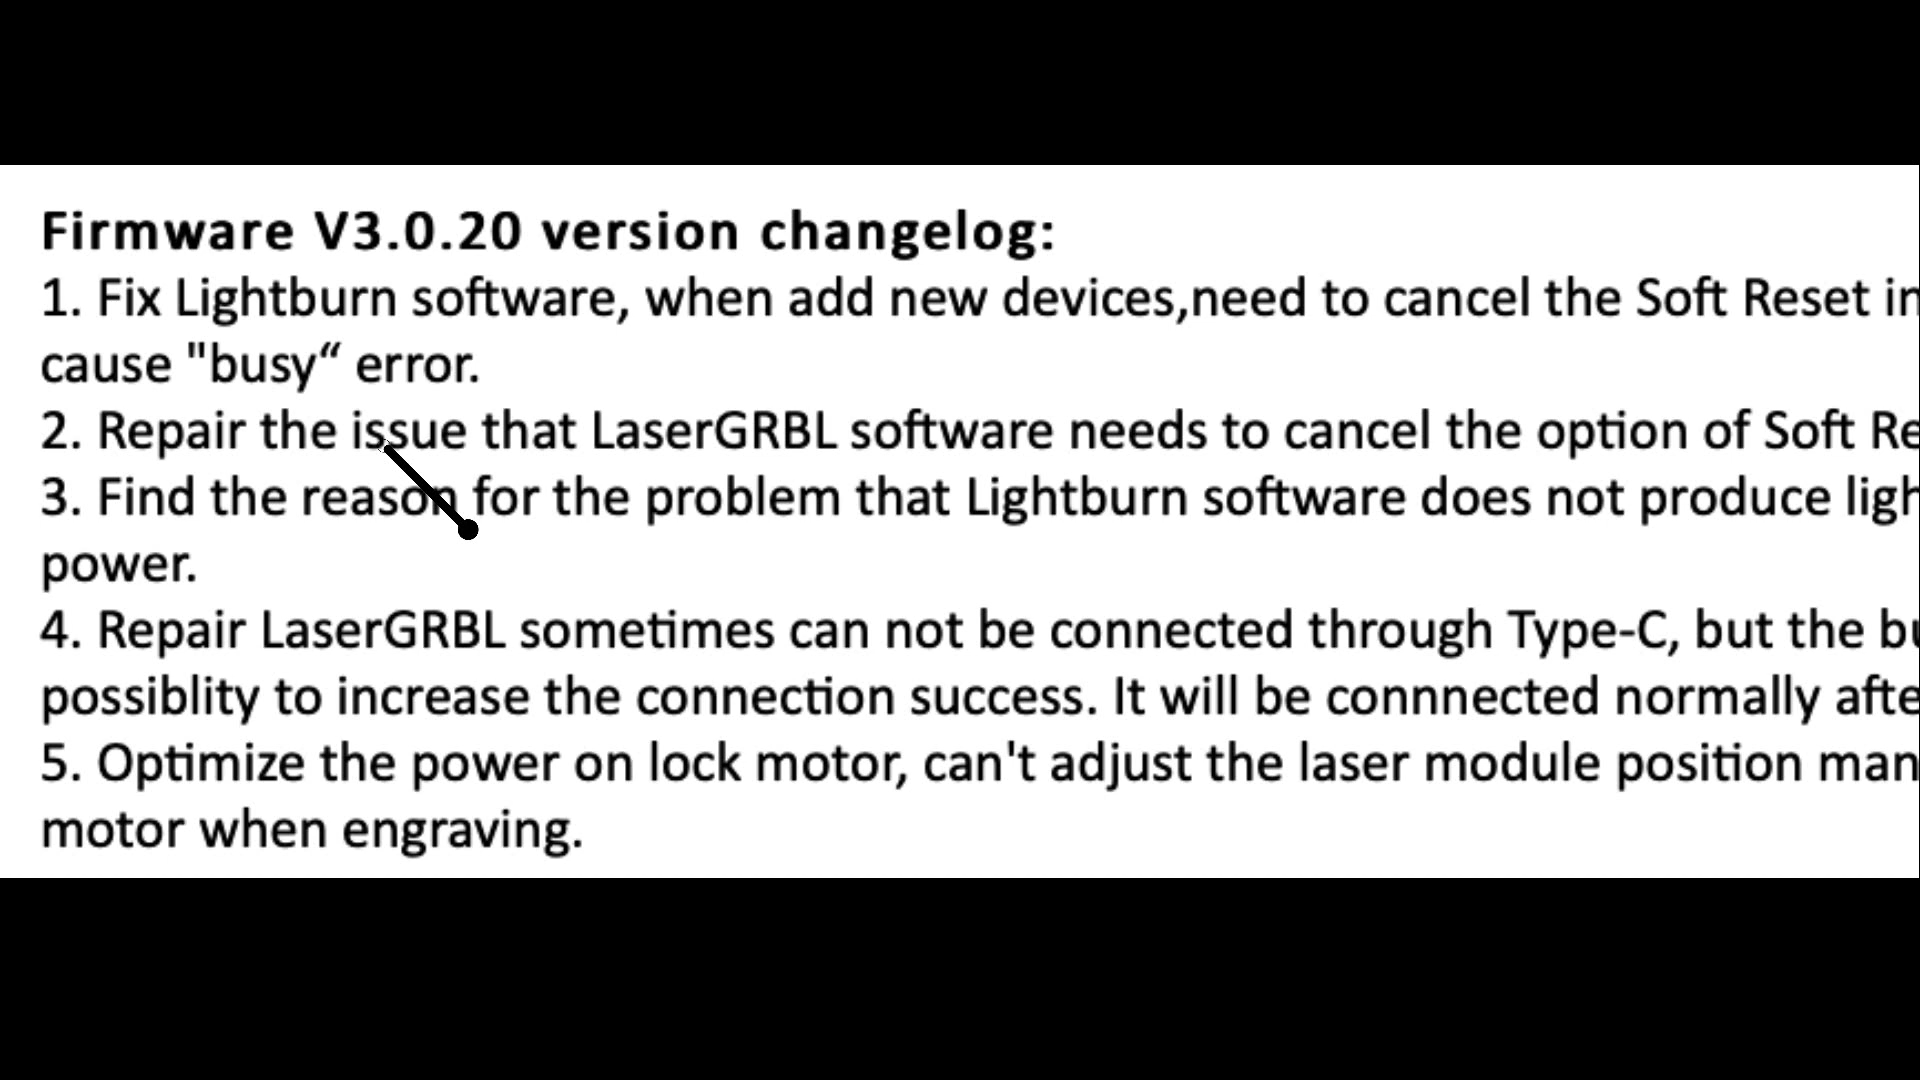 Firmware V3.0.20 version changelog:
1. Fix Lightburn software, when add new devices,need to cancel the Soft Reset in
cause "busy“ error.
2. Repair the issue that LaserGRBL software needs to cancel the option of Soft Re
3. Find the reason for the problem that Lightburn software does not produce ligh
power.
4. Repair LaserGRBL sometimes can not be connected through Type-C, but the bu
possiblity to increase the connection success. It will be connnected normally afte
5. Optimize the power on lock motor, can't adjust the laser module position man
motor when engraving.